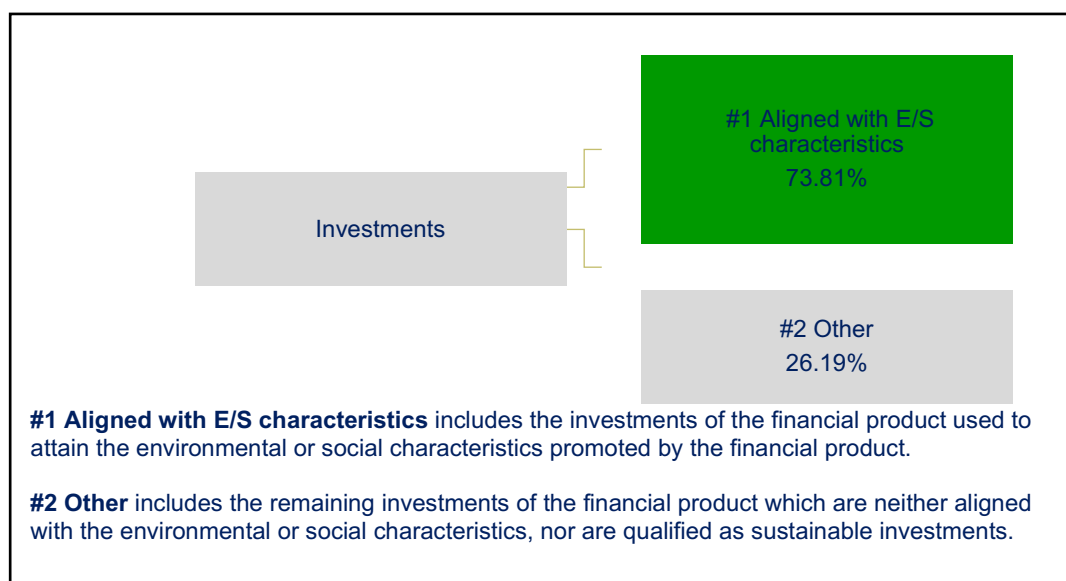 #1 Aligned with E/S
characteristics
73.81%
Investments
#2 Other
26.19%
#1 Aligned with E/S characteristics includes the investments of the financial product used to
attain the environmental or social characteristics promoted by the financial product.
#2 Other includes the remaining investments of the financial product which are neither aligned
with the environmental or social characteristics, nor are qualified as sustainable investments.